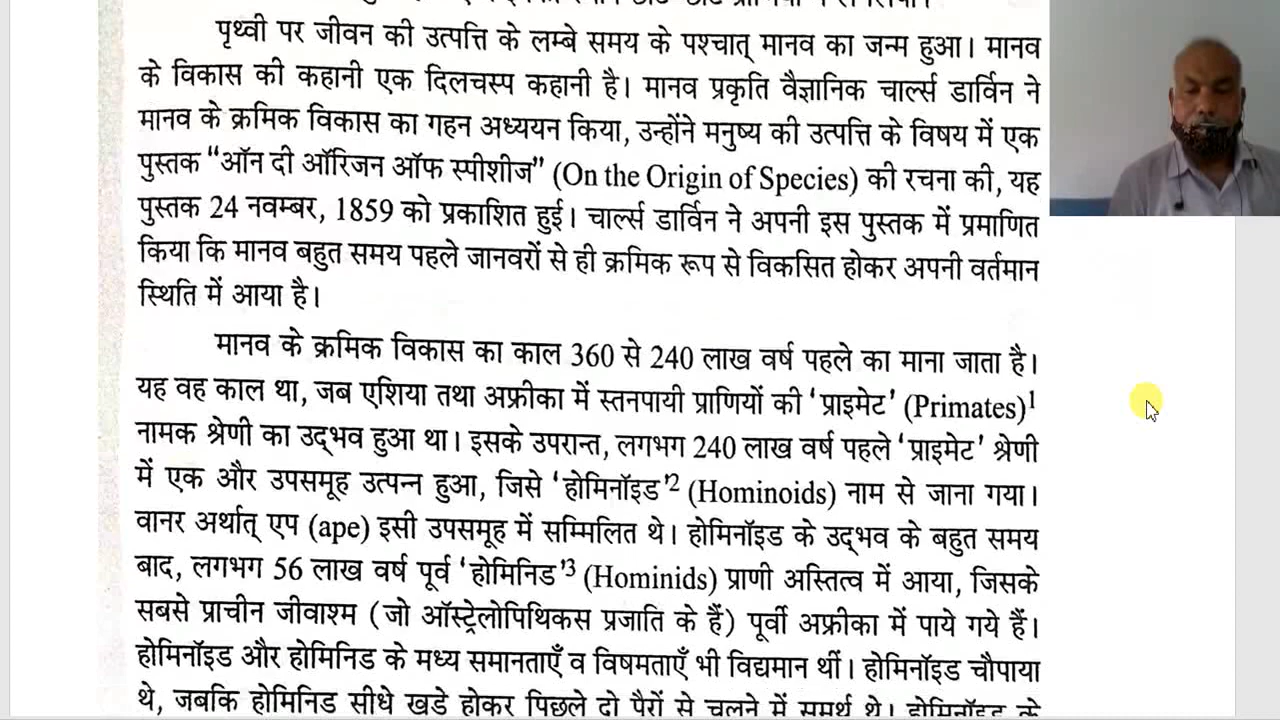 पृथ्वी पर जीवन की उत्पत्ति के लम्बे समय के पश्चात् मानव का जन्म हुआ। मानव
के विकास की कहानी एक दिलचस्प कहानी है। मानव प्रकृति वैज्ञानिक चार्ल्स डार्विन ने
मानव के क्रमिक विकास का गहन अध्ययन किया, उन्होंने मनुष्य की उत्पत्ति के विषय में एक
पुस्तक “ऑन दी ऑरिजन ऑफ स्पीशीज” (On the Origin of Species) की रचना की, यह
पुस्तक 24 नवम्बर, 1859 को प्रकाशित हुई। चार्ल्स डार्विन ने अपनी इस पुस्तक में प्रमाणित
किया कि मानव बहुत समय पहले जानवरों से ही क्रमिक रूप से विकसित होकर अपनी वर्तमान
स्थिति में आया है।
मानव के क्रमिक विकास का काल 360 से 240 लाख वर्ष पहले का माना जाता है।
यह वह काल था, जब एशिया तथा अफ्रीका में स्तनपायी प्राणियों की ‘प्राइमेट’ (Primates)1
नामक श्रेणी का उद्भव हुआ था। इसके उपरान्त, लगभग 240 लाख वर्ष पहले ‘प्राइमेट’ श्रेणी
में एक और उपसमूह उत्पन्न हुआ, जिसे ‘होमिनॉइड’2 (Hominoids) नाम से जाना गया।
वानर अर्थात् एप (ape) इसी उपसमूह में सम्मिलित थे। होमिनॉइड के उद्भव के बहुत समय
बाद, लगभग 56 लाख वर्ष पूर्व ‘होमिनिड’3 (Hominids) प्राणी अस्तित्व में आया, जिसके
सबसे प्राचीन जीवाश्म (जो ऑस्ट्रेलोपिथिकस प्रजाति के हैं) पूर्वी अफ्रीका में पाये गये हैं।
होमिनॉइड और होमिनिड के मध्य समानताएँ व विषमताएँ भी विद्यमान थीं। होमिनॉइड चौपाया
थे, जबकि होमिनिड सीधे खड़े होकर पिछले दो पैरों से चलने में समर्थ थे। होमिनॉइड के